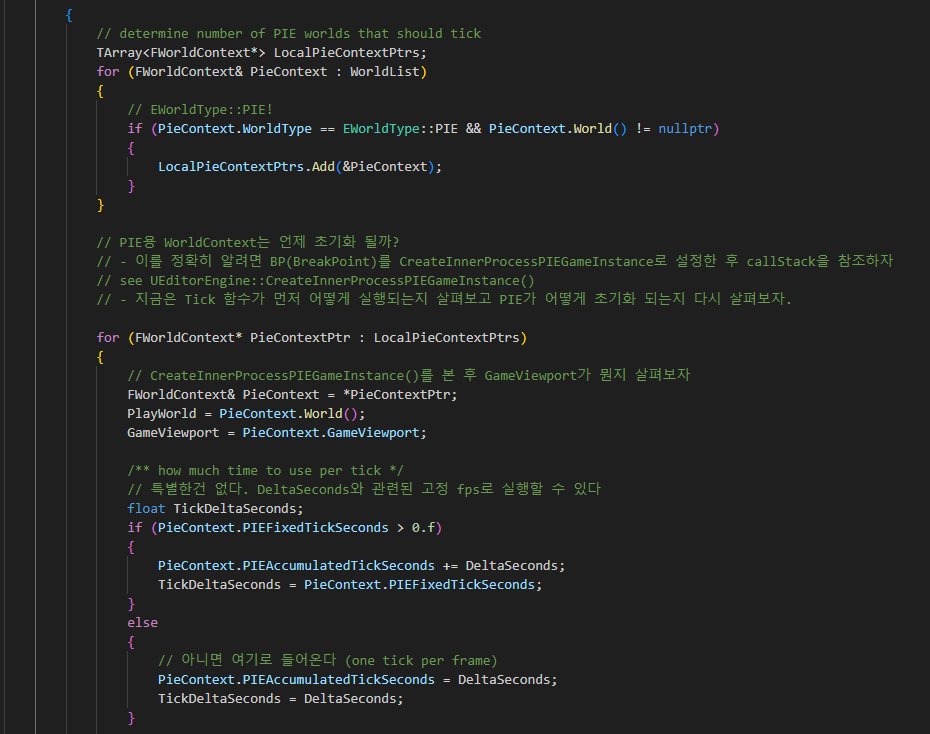 {
// determine number of PIE worlds that should tick
TArray<FWorldContext*> LocalPieContextPtrs;
for (FWorldContext& PieContext : WorldList)
{
// EWorldType::PIE!
if (PieContext.WorldType == EWorldType::PIE && PieContext.World() != nullptr)
{
LocalPieContextPtrs.Add(&PieContext);
}
}
// PIE용 WorldContext는 언제 초기화 될까?
// - 이를 정확히 알려면 BP(BreakPoint)를 CreateInnerProcessPIEGameInstance로 설정한 후 callStack을 참조하자
// see UEditorEngine::CreateInnerProcessPIEGameInstance()
// - 지금은 Tick 함수가 먼저 어떻게 실행되는지 살펴보고 PIE가 어떻게 초기화 되는지 다시 살펴보자.
for (FWorldContext* PieContextPtr : LocalPieContextPtrs)
{
// CreateInnerProcessPIEGameInstance()를 본 후 GameViewport가 뭔지 살펴보자
FWorldContext& PieContext = *PieContextPtr;
PlayWorld = PieContext.World();
GameViewport = PieContext.GameViewport;
/** how much time to use per tick */
// 특별한건 없다. DeltaSeconds와 관련된 고정 fps로 실행할 수 있다
float TickDeltaSeconds;
if (PieContext.PIEFixedTickSeconds > 0.f)
{
PieContext.PIEAccumulatedTickSeconds += DeltaSeconds;
TickDeltaSeconds = PieContext.PIEFixedTickSeconds;
}
else
{
// 아니면 여기로 들어온다 (one tick per frame)
PieContext.PIEAccumulatedTickSeconds = DeltaSeconds;
TickDeltaSeconds = DeltaSeconds;
}